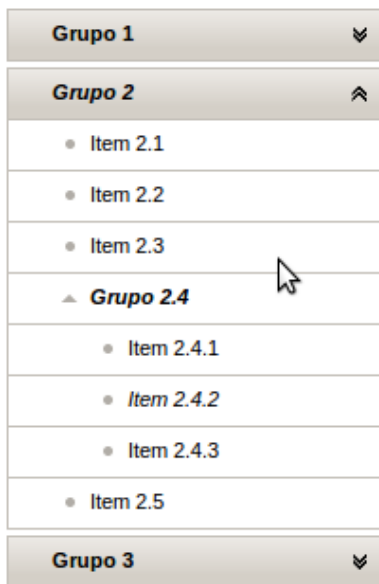 Grupo 1
Grupo 2
Item 2.1
Item 2.2
Item 2.3
Grupo 2.4
Item 2.4.1
Item 2.4.2
Item 2.4.3
Item 2.5
Grupo 3